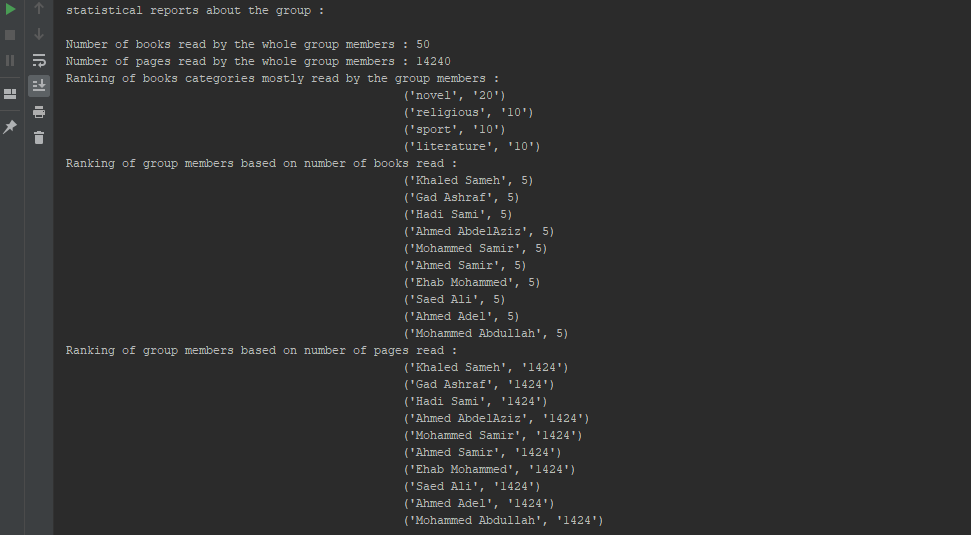 statistical reports about the group :
Number of books read by the whole group members : 50
Number of pages read by the whole group members : 14240
Ranking of books categories mostly read by the group members :
('novel', '20')
('religious', '10')
('sport', '10')
('literature', '10')
Ranking of group members based on number of books read :
('Khaled Sameh', 5)
('Gad Ashraf', 5)
('Hadi Sami', 5)
('Ahmed AbdelAziz', 5)
('Mohammed Samir', 5)
('Ahmed Samir', 5)
('Ehab Mohammed', 5)
('Saed Ali', 5)
('Ahmed Adel', 5)
('Mohammed Abdullah', 5)
Ranking of group members based on number of pages read :
('Khaled Sameh', '1424')
('Gad Ashraf', '1424')
('Hadi Sami', '1424')
('Ahmed AbdelAziz', '1424')
('Mohammed Samir', '1424')
('Ahmed Samir', '1424')
('Ehab Mohammed', '1424')
('Saed Ali', '1424')
('Ahmed Adel', '1424')
('Mohammed Abdullah', '1424')